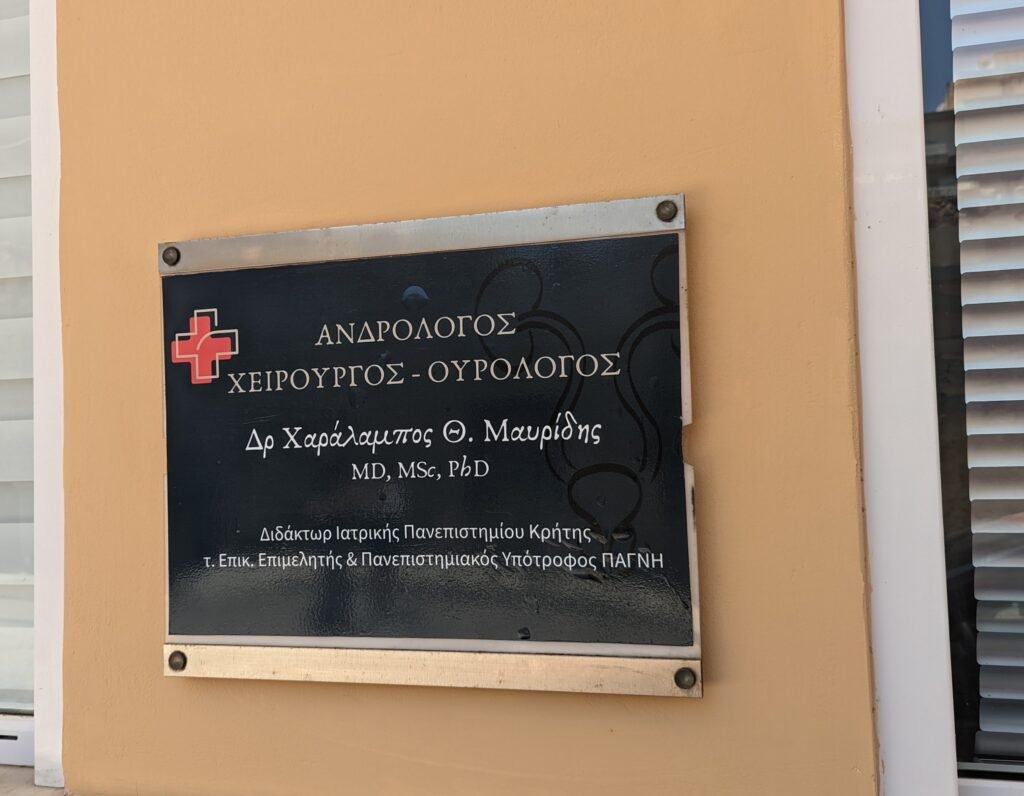 ΑΝΔΡΟΛΟΓΟΣ
ΧΕΙΡΟΥΡΓΟΣ - ΟΥΡΟΛΟΓΟΣ
Δρ Χαράλαμπος Θ. Μαυρίδης
MD, MSc, PhD
Διδάκτωρ Ιατρικής Πανεπιστημίου Κρήτης
τ. Επικ. Επιμελητής & Πανεπιστημιακός Υπότροφος ΠΑΓΝΗ